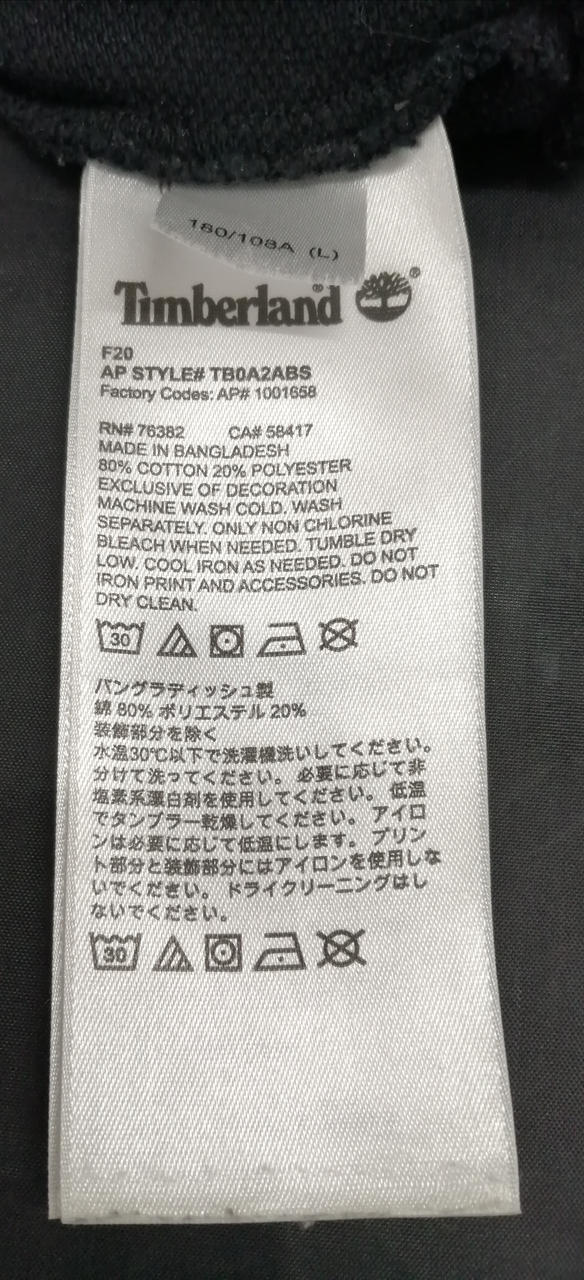 180/108A (L)
Timberland®
®
F20
AP STYLE# TB0A2ABS
Factory Codes: AP# 1001658
RN# 76382 CA# 58417
MADE IN BANGLADESH
80% COTTON 20% POLYESTER
EXCLUSIVE OF DECORATION
MACHINE WASH COLD. WASH
SEPARATELY. ONLY NON CHLORINE
BLEACH WHEN NEEDED. TUMBLE DRY
LOW. COOL IRON AS NEEDED. DO NOT
IRON PRINT AND ACCESSORIES. DO NOT
DRY CLEAN.
30
バングラディッシュ製
綿 80% ポリエステル 20%
装飾部分を除く
水温30℃以下で洗濯機洗いしてください。
分けて洗ってください。 必要に応じて非
塩素系漂白剤を使用してください。 低温
でタンブラー乾燥してください。 アイロ
ンは必要に応じて低温にします。 プリン
ト部分と装飾部分にはアイロンを使用しな
いでください。 ドライクリーニングはし
ないでください。
30